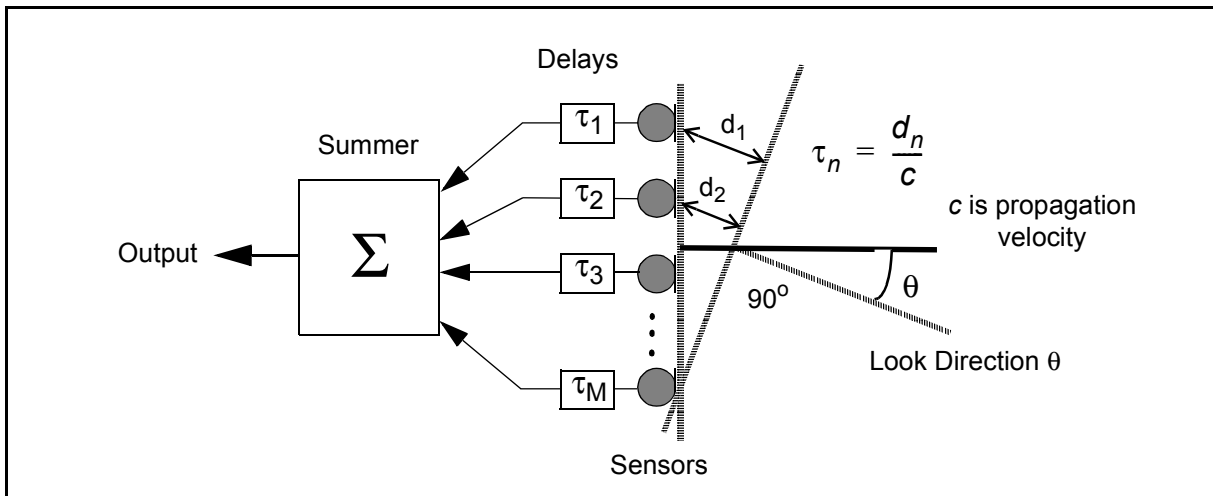 Delays
Summer
Σ
Output
τ1
τ2
τ3
τM
d1
d2
τn = dn/c
c is propagation
velocity
90°
θ
Look Direction θ
Sensors